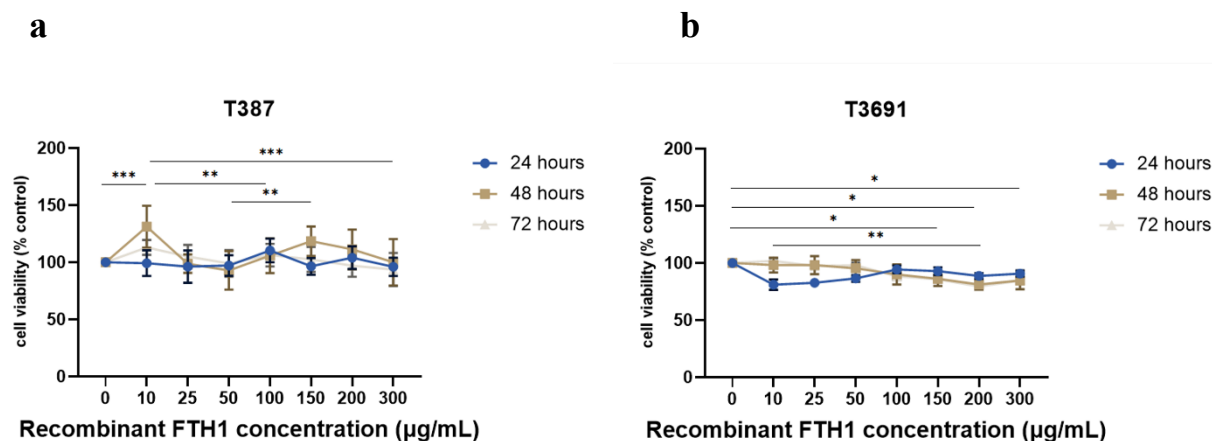 a
b
T387
T3691
cell viability (% control)
200
150
100
50
0
***
***
**
**
0 10 25 50 100 150 200 300
Recombinant FTH1 concentration (µg/mL)
24 hours
48 hours
72 hours
cell viability (% control)
200
150
100
50
0
*
*
*
**
0 10 25 50 100 150 200 300
Recombinant FTH1 concentration (µg/mL)
24 hours
48 hours
72 hours